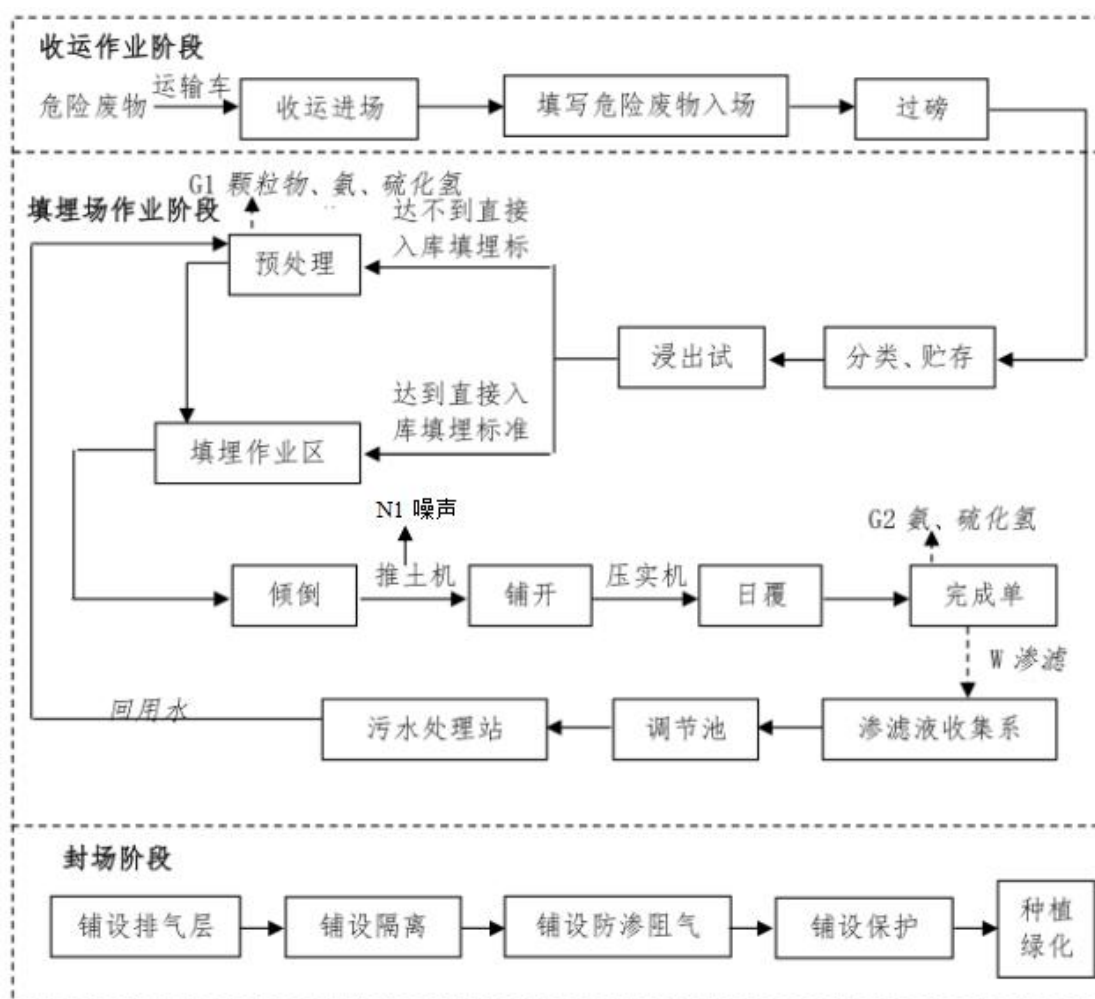 收运作业阶段
危险废物
运输车
收运进场
填写危险废物入场
过磅
填埋场作业阶段
G1 颗粒物、氨、硫化氢
预处理
达不到直接
入库填埋标
浸出试
分类、贮存
达到直接入
库填埋标准
填埋作业区
N1 噪声
G2 氨、硫化氢
倾倒
推土机
铺开
压实机
日覆
完成单
W 渗滤
回用水
污水处理站
调节池
渗滤液收集系
封场阶段
铺设排气层
铺设隔离
铺设防渗阻气
铺设保护
种植
绿化